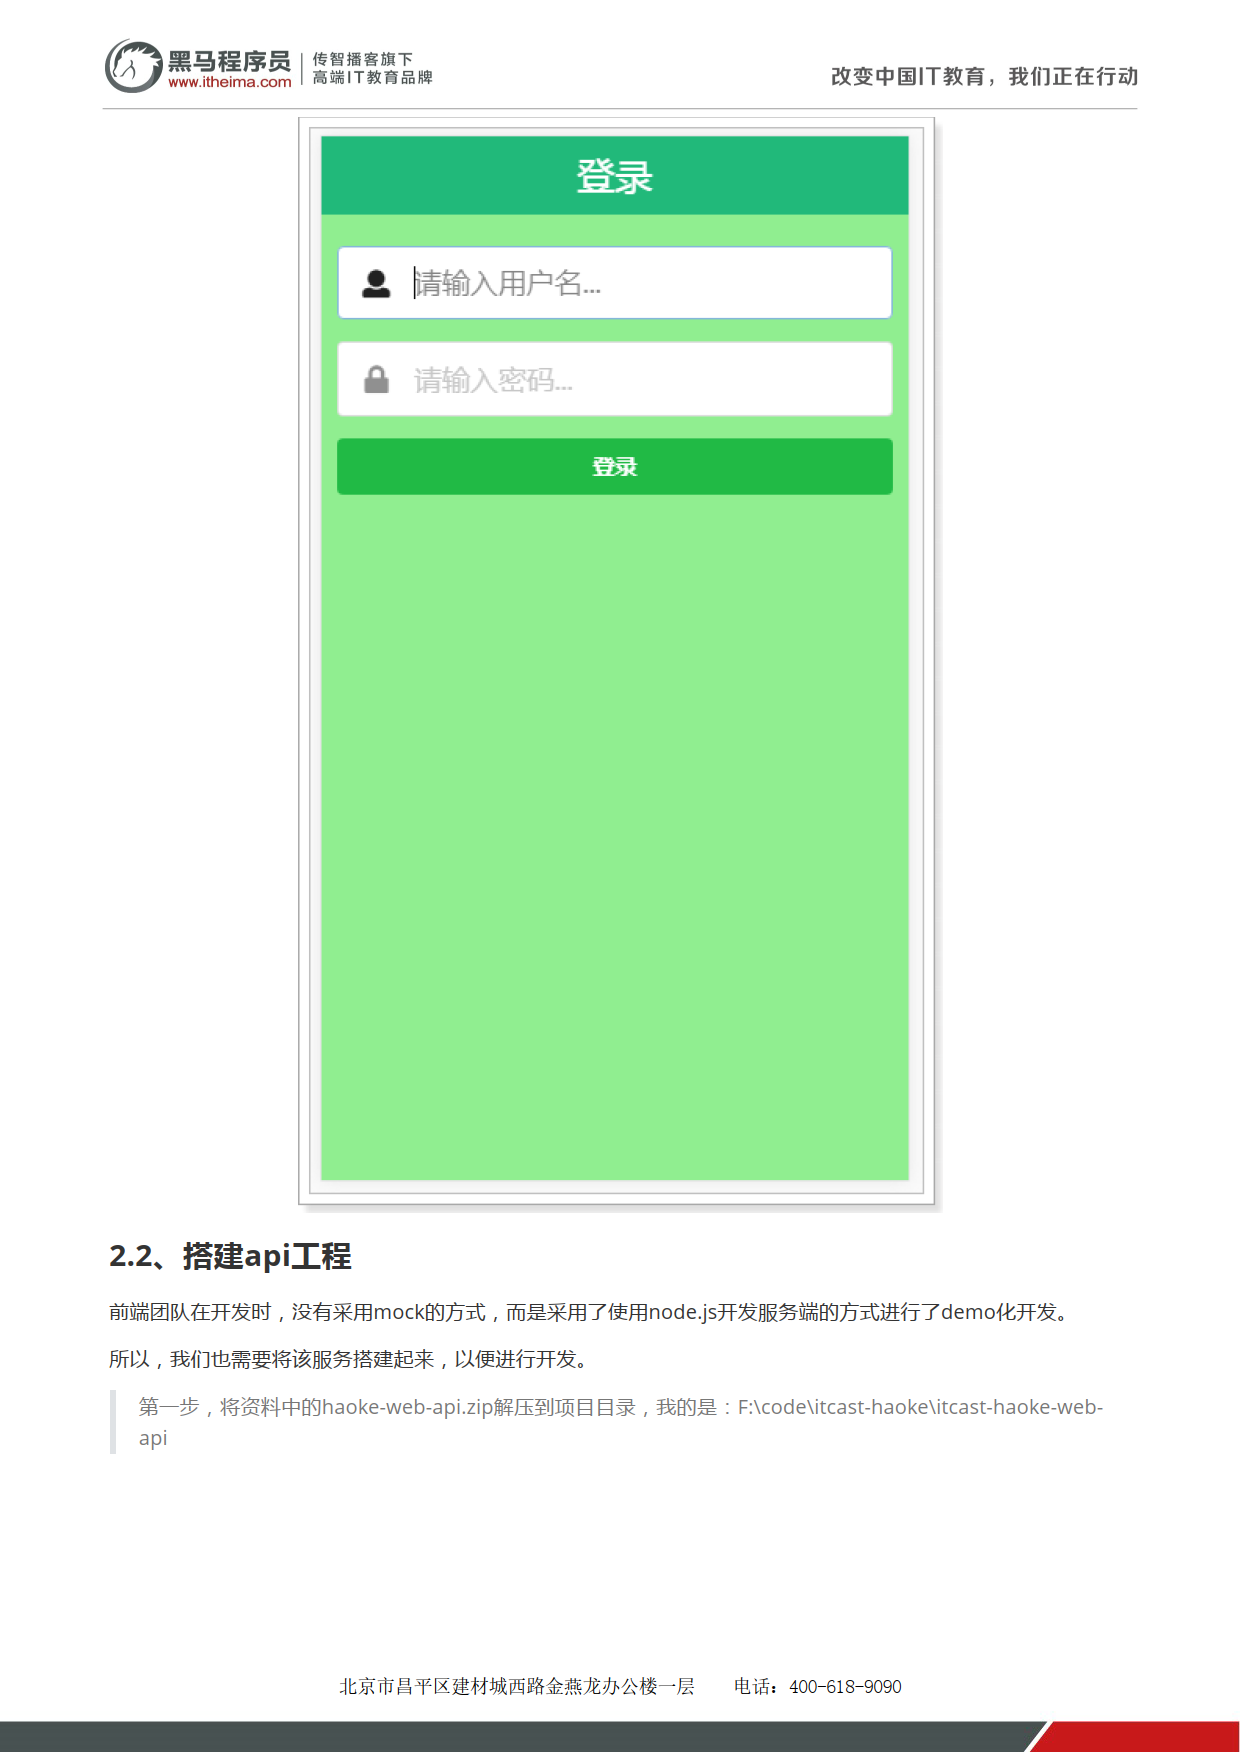 黑马程序员
www.itheima.com
传智播客旗下
高端IT教育品牌
改变中国IT教育，我们正在行动
登录
请输入用户名...
请输入密码...
登录
2.2、搭建api工程
前端团队在开发时，没有采用mock的方式，而是采用了使用node.js开发服务端的方式进行了demo化开发。
所以，我们也需要将该服务搭建起来，以便进行开发。
第一步，将资料中的haoke-web-api.zip解压到项目目录，我的是：F:\code\itcast-haoke\itcast-haoke-web-
api
北京市昌平区建材城西路金燕龙办公楼一层 电话：400-618-9090